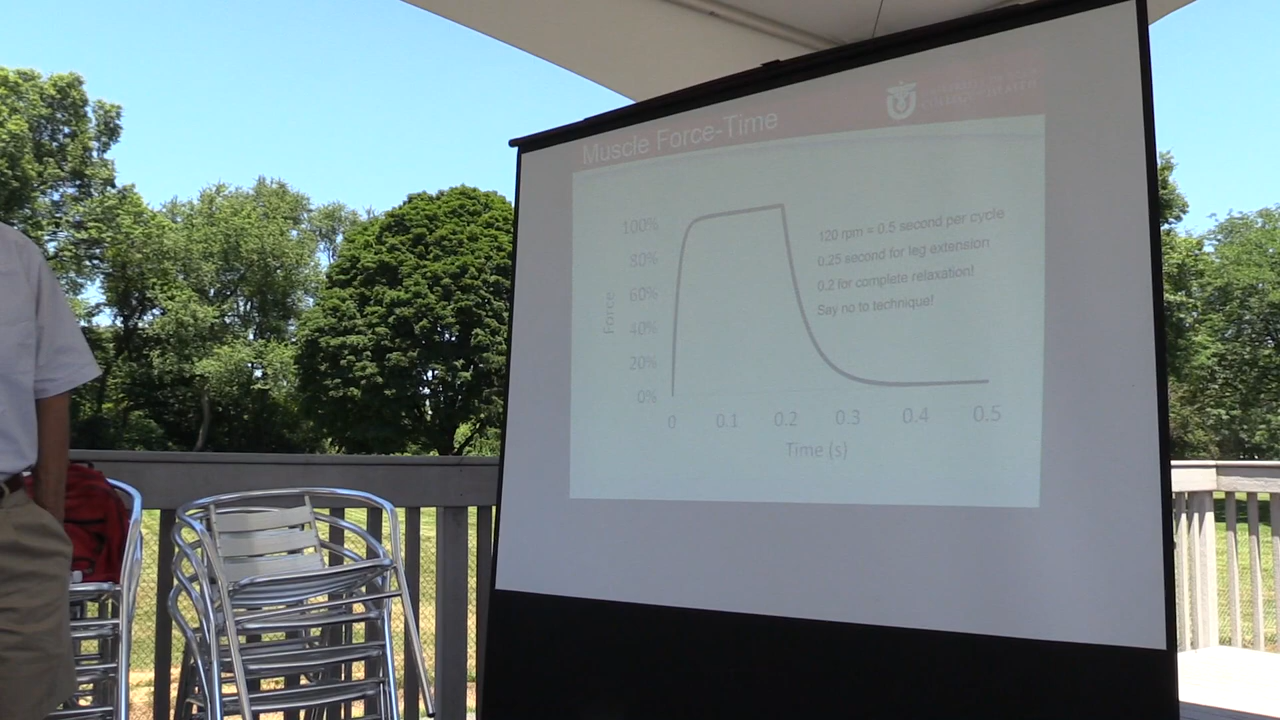 Muscle Force-Time
100%
80%
60%
40%
20%
0%
Force
0 0.1 0.2 0.3 0.4 0.5
Time (s)
120 rpm = 0.5 second per cycle
0.25 second for leg extension
0.2 for complete relaxation!
Say no to technique!